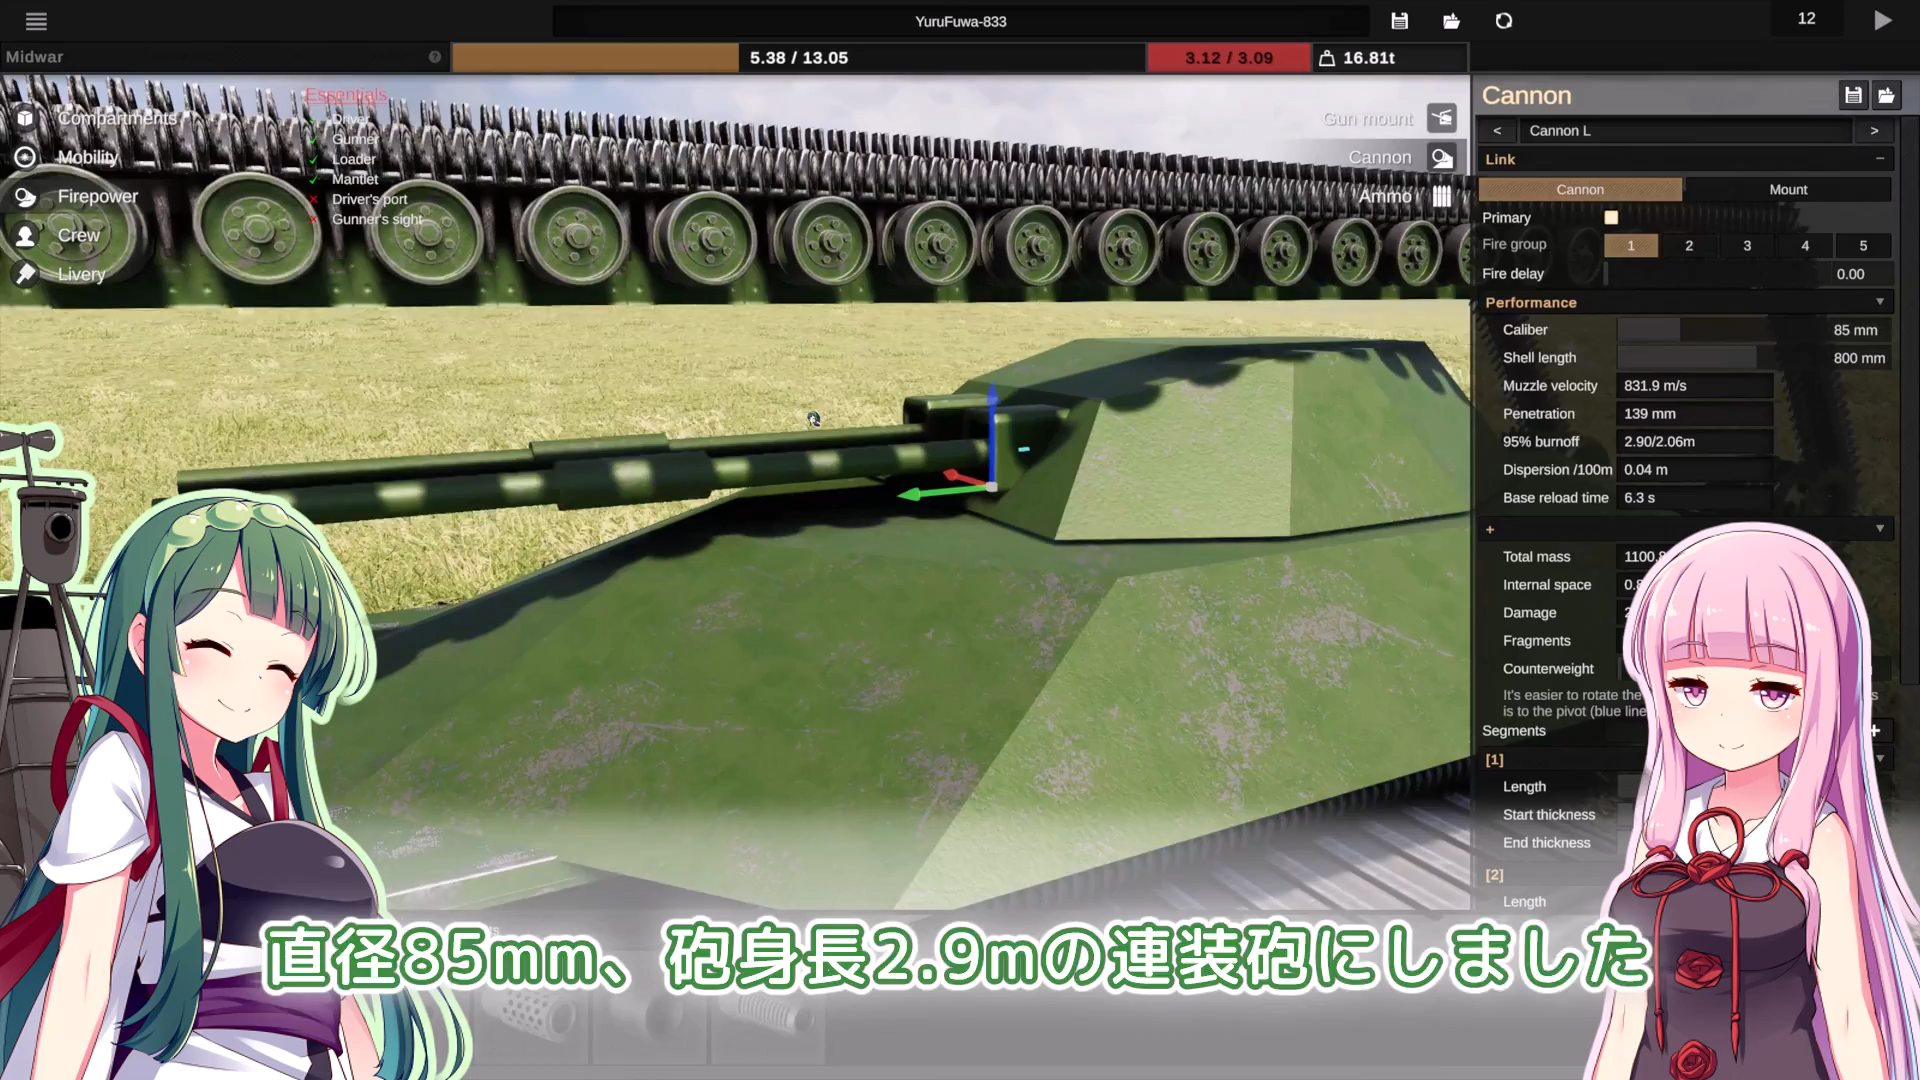 YuruFuwa-833
12
Midwar
5.38 / 13.05
3.12 / 3.09
16.81t
Essentials
Driver
Gunner
Loader
Mantlet
Driver's port
Gunner's sight
Compartments
Mobility
Firepower
Crew
Livery
Gun mount
Cannon
Ammo
Cannon
< Cannon L >
Link
Cannon Mount
Primary
Fire group 1 2 3 4 5
Fire delay 0.00
Performance
Caliber 85 mm
Shell length 800 mm
Muzzle velocity 831.9 m/s
Penetration 139 mm
95% burnoff 2.90/2.06m
Dispersion /100m 0.04 m
Base reload time 6.3 s
+
Total mass
Internal space
Damage
Fragments
Counterweight
It's easier to rotate the
is to the pivot (blue line
Segments +
[1]
Length
Start thickness
End thickness
[2]
Length
直径85mm、砲身長2.9mの連装砲にしました